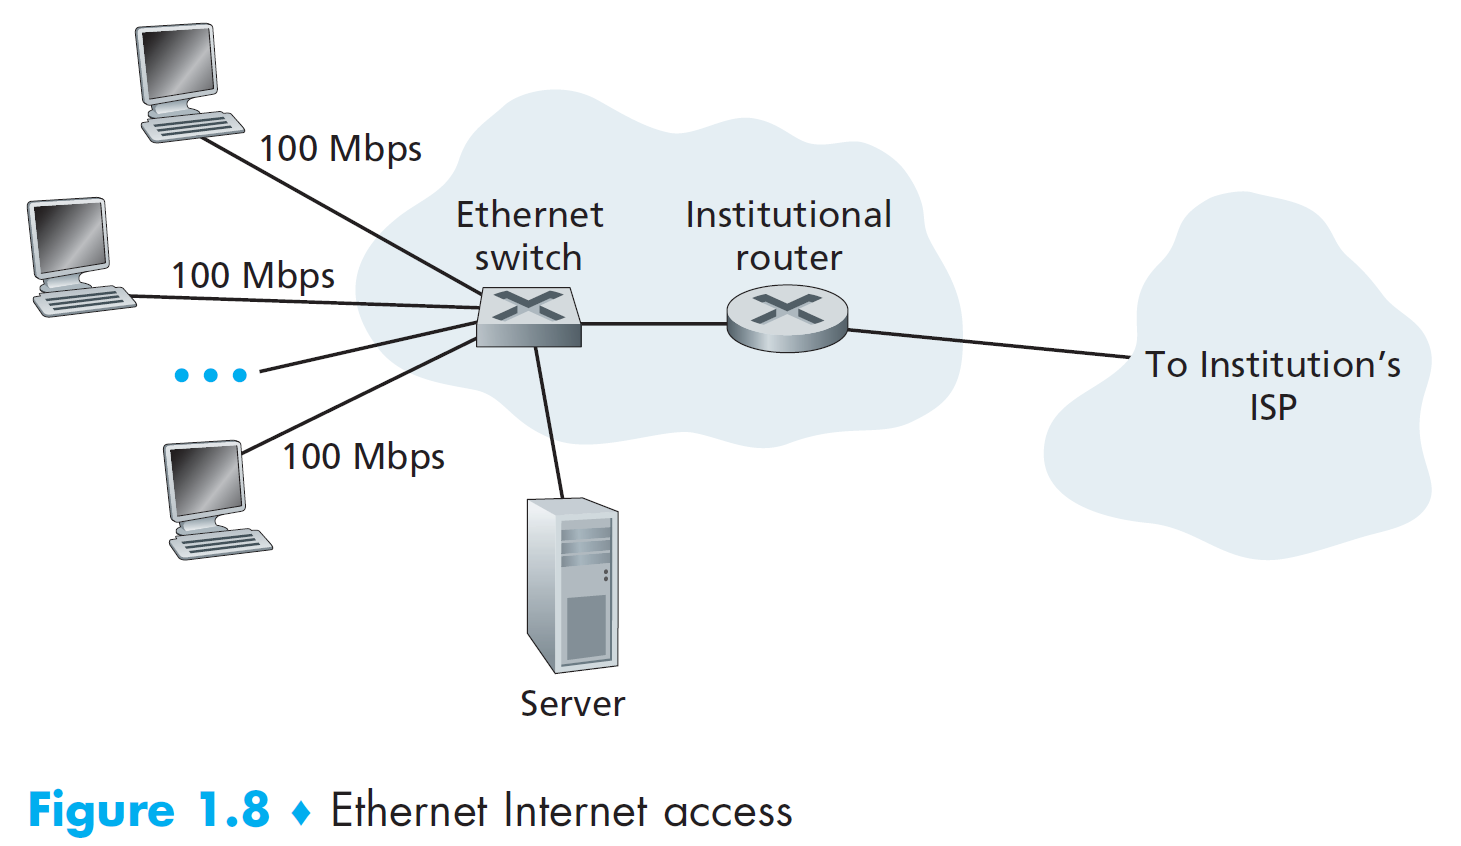 100 Mbps
Ethernet
switch
Institutional
router
100 Mbps
To Institution's
ISP
100 Mbps
Server
Figure 1.8 ♦ Ethernet Internet access